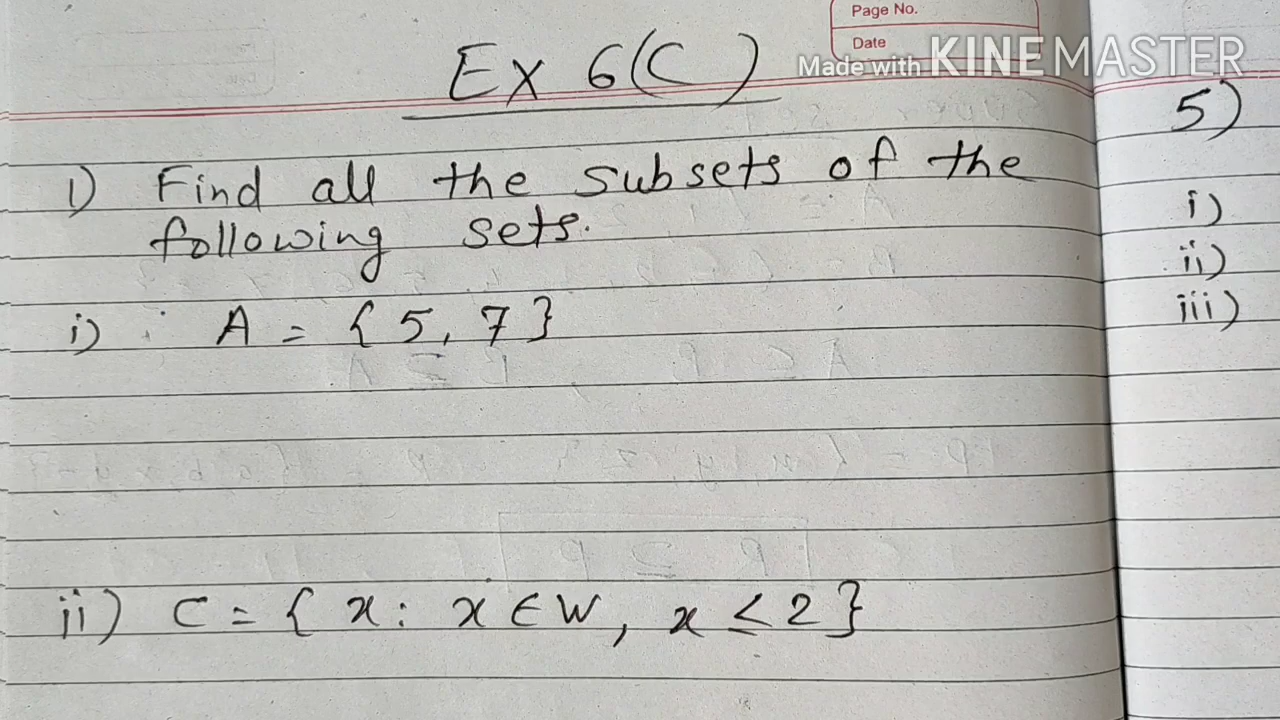 Page No.
Date
Made with KINEMASTER
Ex 6(C)
5)
1) Find all the subsets of the
following sets.
i)
ii)
iii)
i) A = { 5, 7 }
ii) C = { x : x ∈ W, x ≤ 2 }